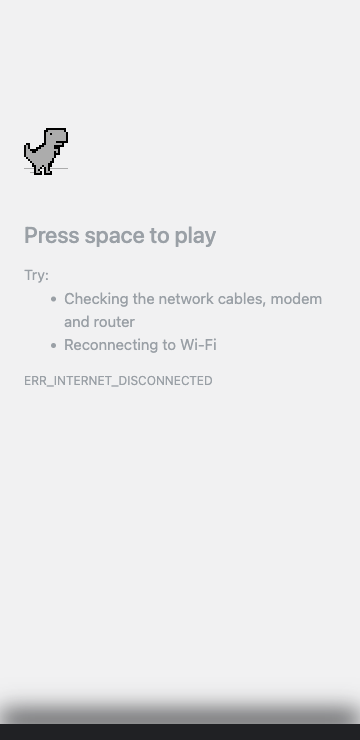 Press space to play
Try:
• Checking the network cables, modem
and router
• Reconnecting to Wi-Fi
ERR_INTERNET_DISCONNECTED